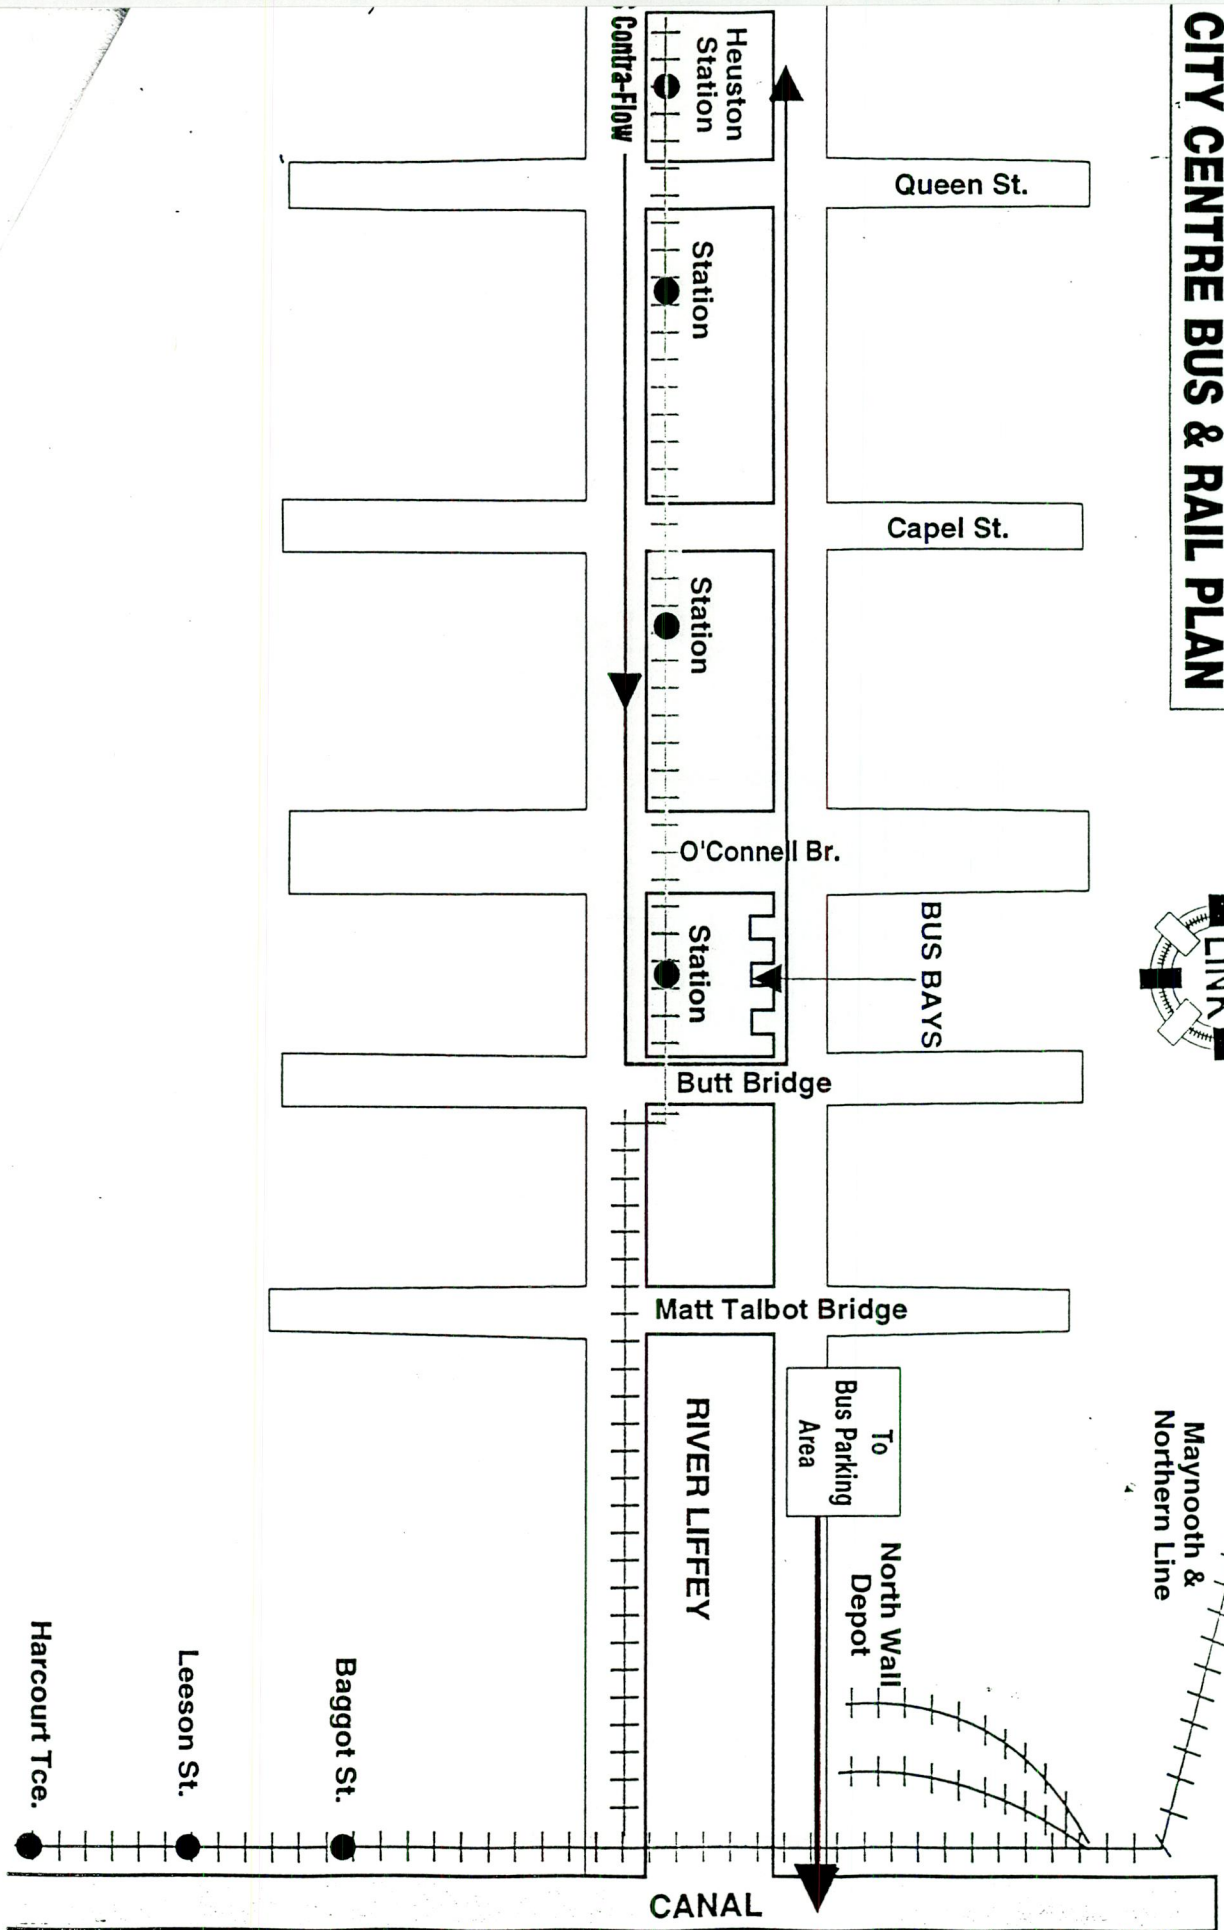 CITY CENTRE BUS & RAIL PLAN
LINK
Heuston
Station
Contra-Flow
Queen St.
Station
Capel St.
Station
O'Connell Br.
BUS BAYS
Station
Butt Bridge
Matt Talbot Bridge
To
Bus Parking
Area
RIVER LIFFEY
North Wall
Depot
Maynooth &
Northern Line
Baggot St.
Leeson St.
Harcourt Tce.
CANAL